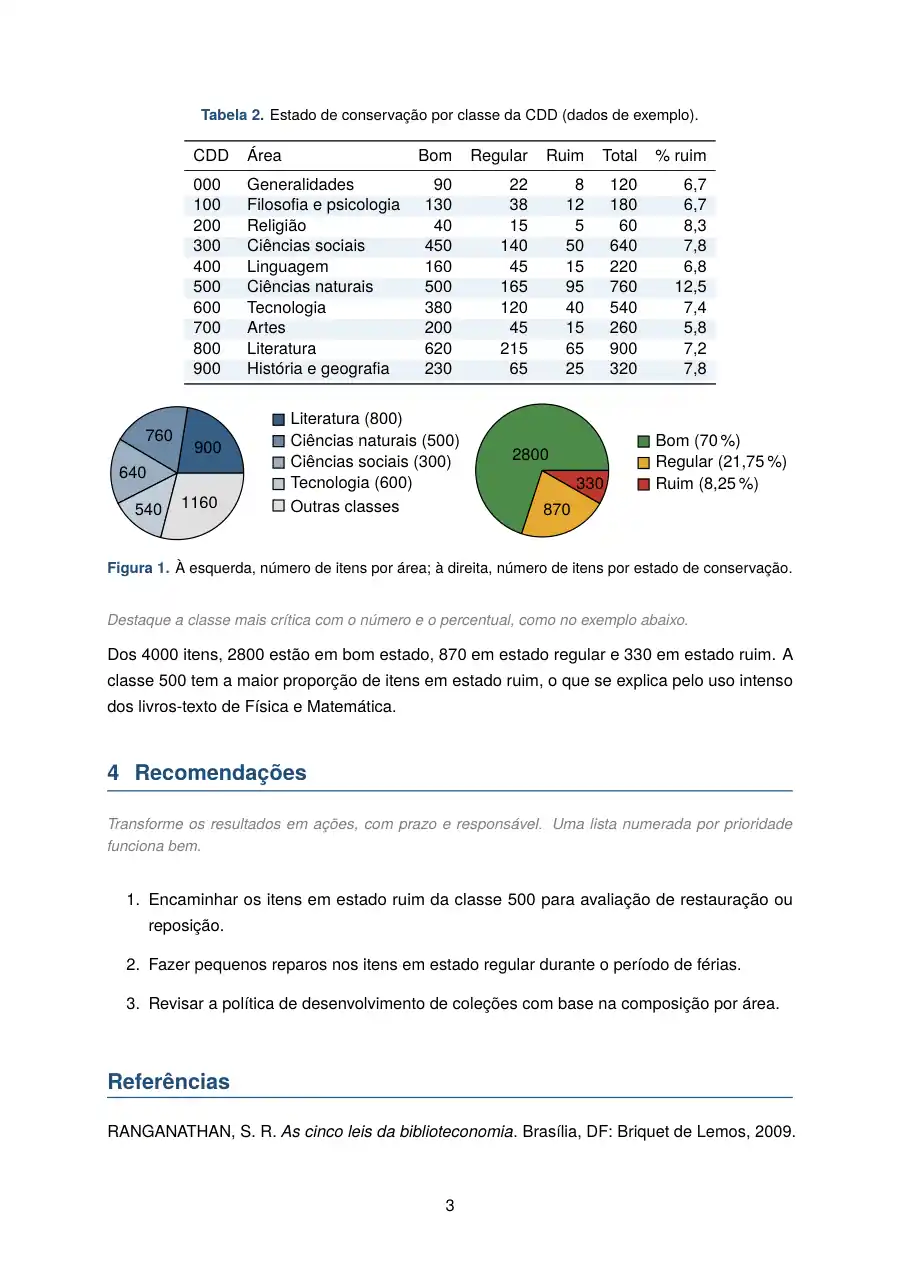 Tabela 2. Estado de conservação por classe da CDD (dados de exemplo).
CDD Área Bom Regular Ruim Total % ruim
000 Generalidades 90 22 8 120 6,7
100 Filosofia e psicologia 130 38 12 180 6,7
200 Religião 40 15 5 60 8,3
300 Ciências sociais 450 140 50 640 7,8
400 Linguagem 160 45 15 220 6,8
500 Ciências naturais 500 165 95 760 12,5
600 Tecnologia 380 120 40 540 7,4
700 Artes 200 45 15 260 5,8
800 Literatura 620 215 65 900 7,2
900 História e geografia 230 65 25 320 7,8
900
760
640
540
1160
Literatura (800)
Ciências naturais (500)
Ciências sociais (300)
Tecnologia (600)
Outras classes
2800
870
330
Bom (70 %)
Regular (21,75 %)
Ruim (8,25 %)
Figura 1. À esquerda, número de itens por área; à direita, número de itens por estado de conservação.
Destaque a classe mais crítica com o número e o percentual, como no exemplo abaixo.
Dos 4000 itens, 2800 estão em bom estado, 870 em estado regular e 330 em estado ruim. A
classe 500 tem a maior proporção de itens em estado ruim, o que se explica pelo uso intenso
dos livros-texto de Física e Matemática.
4 Recomendações
Transforme os resultados em ações, com prazo e responsável. Uma lista numerada por prioridade
funciona bem.
1. Encaminhar os itens em estado ruim da classe 500 para avaliação de restauração ou
reposição.
2. Fazer pequenos reparos nos itens em estado regular durante o período de férias.
3. Revisar a política de desenvolvimento de coleções com base na composição por área.
Referências
RANGANATHAN, S. R. As cinco leis da biblioteconomia. Brasília, DF: Briquet de Lemos, 2009.
3